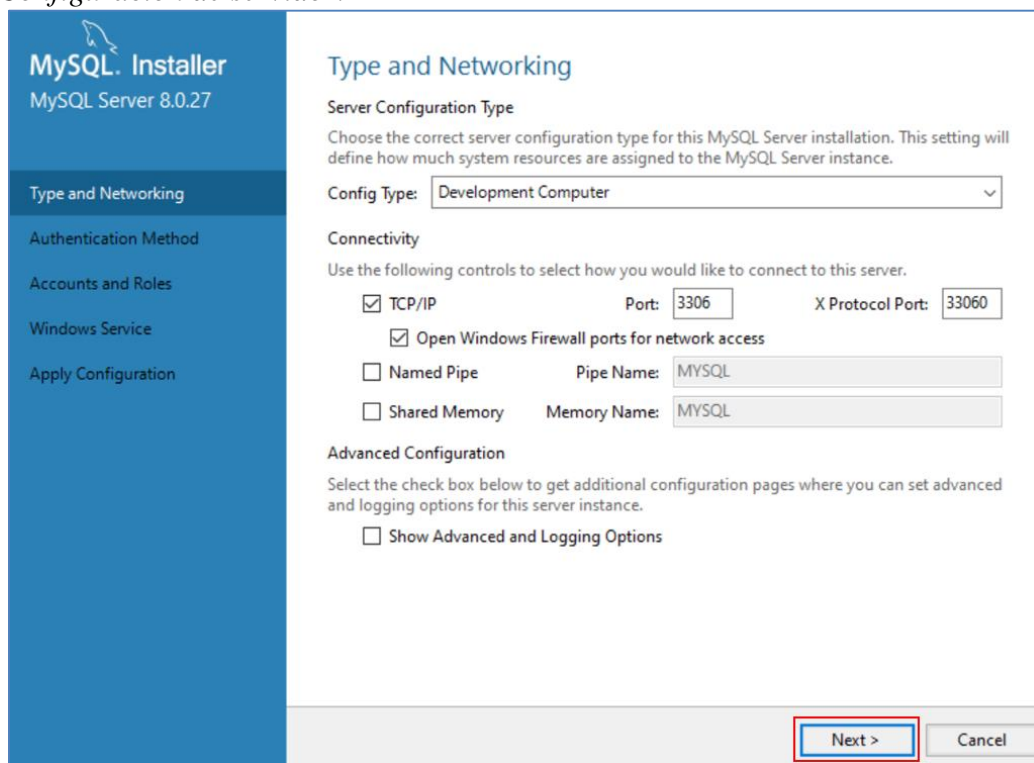 Configuración de servidor.
MySQL. Installer
MySQL Server 8.0.27
Type and Networking
Authentication Method
Accounts and Roles
Windows Service
Apply Configuration
Type and Networking
Server Configuration Type
Choose the correct server configuration type for this MySQL Server installation. This setting will
define how much system resources are assigned to the MySQL Server instance.
Config Type: Development Computer
Connectivity
Use the following controls to select how you would like to connect to this server.
TCP/IP Port: 3306 X Protocol Port: 33060
Open Windows Firewall ports for network access
Named Pipe Pipe Name: MYSQL
Shared Memory Memory Name: MYSQL
Advanced Configuration
Select the check box below to get additional configuration pages where you can set advanced
and logging options for this server instance.
Show Advanced and Logging Options
Next > Cancel